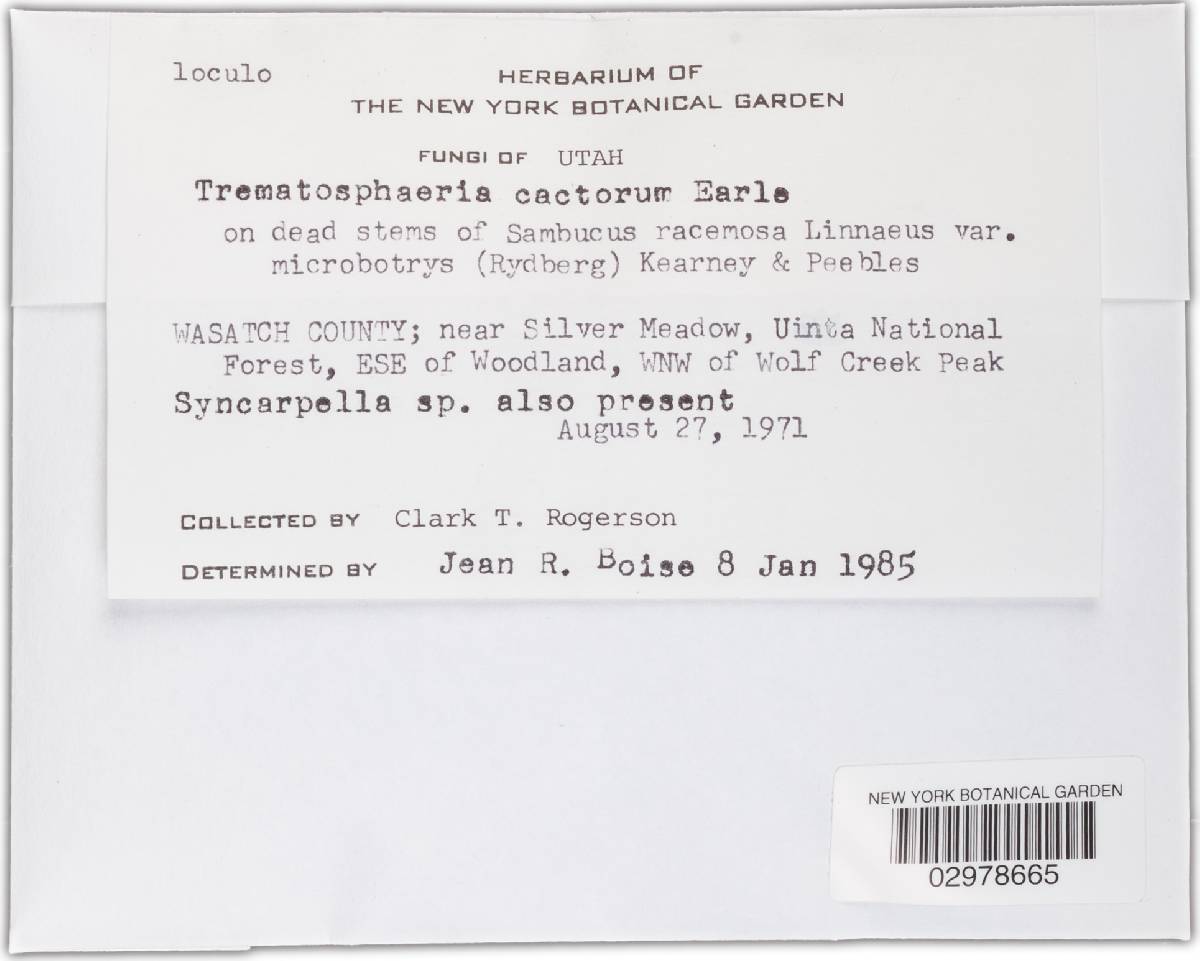 loculo
HERBARIUM OF
THE NEW YORK BOTANICAL GARDEN
FUNGI OF UTAH
Trematosphaeria cactorum Earle
on dead stems of Sambucus racemosa Linnaeus var.
microbotrys (Rydberg) Kearney & Peebles
WASATCH COUNTY; near Silver Meadow, Uinta National
Forest, ESE of Woodland, WNW of Wolf Creek Peak
Syncarpella sp. also present
August 27, 1971
COLLECTED BY Clark T. Rogerson
DETERMINED BY Jean R. Boise 8 Jan 1985
NEW YORK BOTANICAL GARDEN
02978665